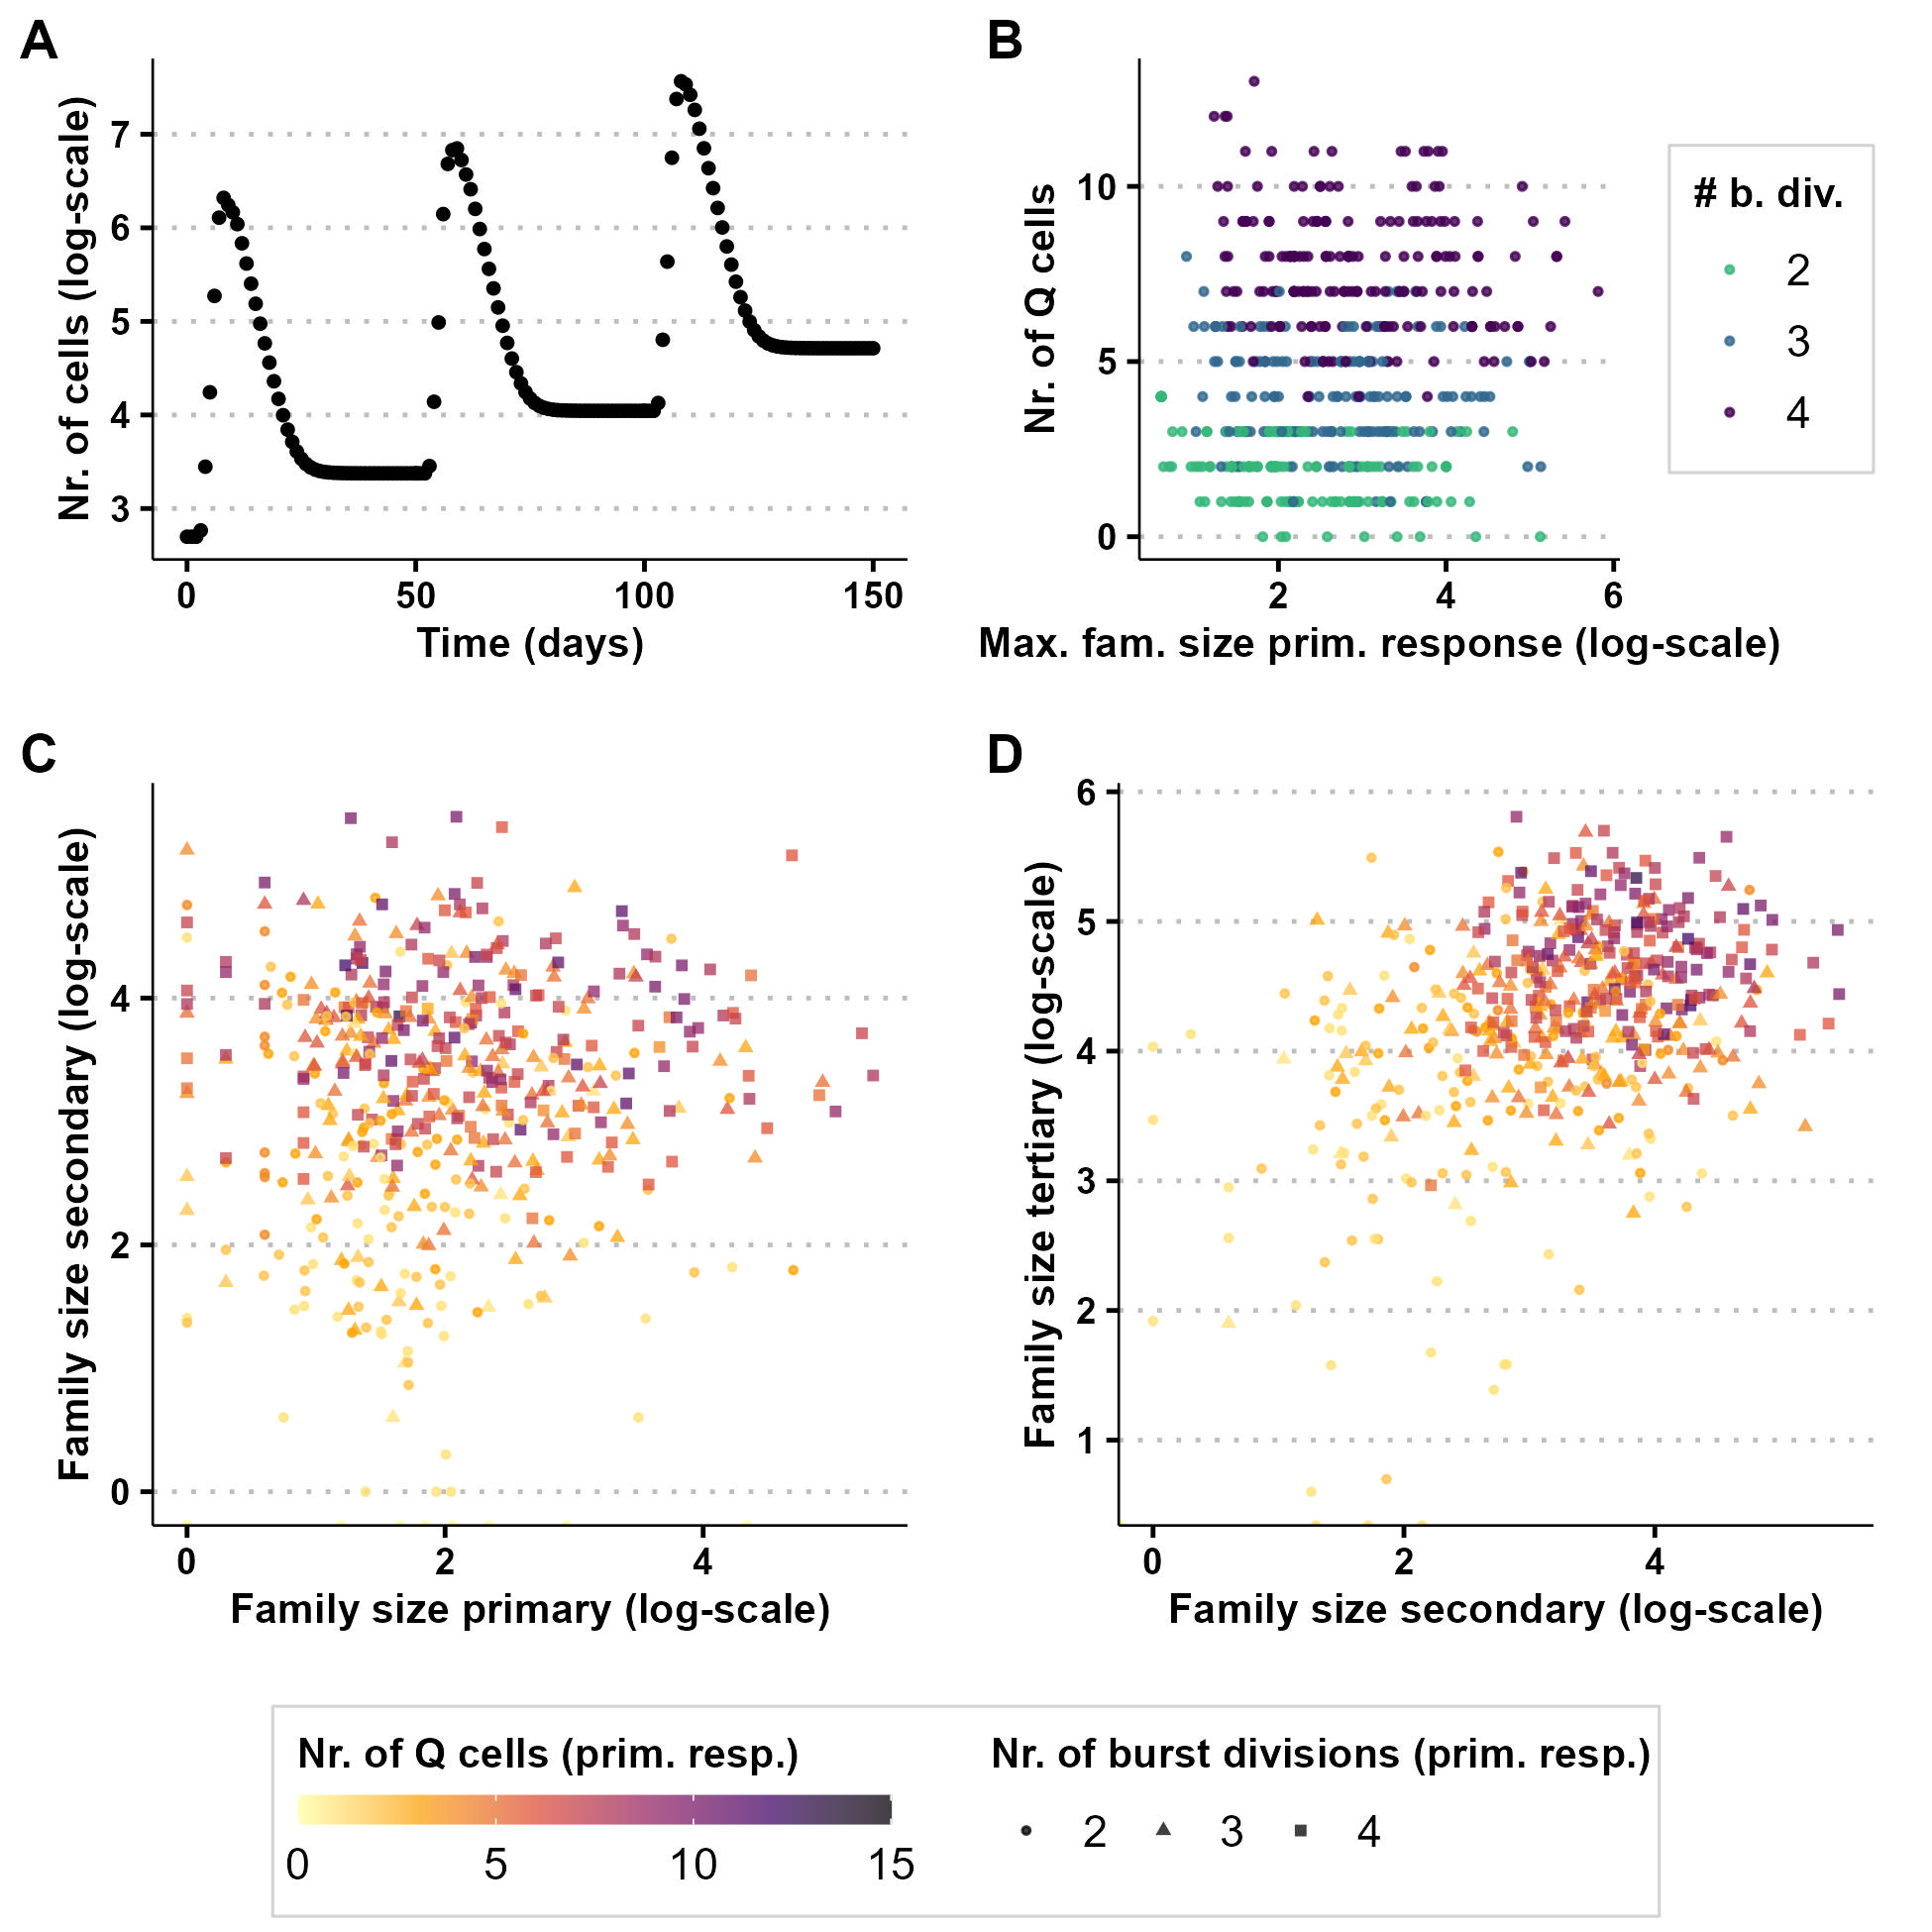 A
Nr. of cells (log-scale)
7
6
5
4
3
0 50 100 150
Time (days)
B
Nr. of Q cells
10
5
0
2 4 6
Max. fam. size prim. response (log-scale)
# b. div.
2
3
4
C
Family size secondary (log-scale)
4
2
0
0 2 4
Family size primary (log-scale)
D
Family size tertiary (log-scale)
6
5
4
3
2
1
0 2 4
Family size secondary (log-scale)
Nr. of Q cells (prim. resp.)
0 5 10 15
Nr. of burst divisions (prim. resp.)
2 3 4